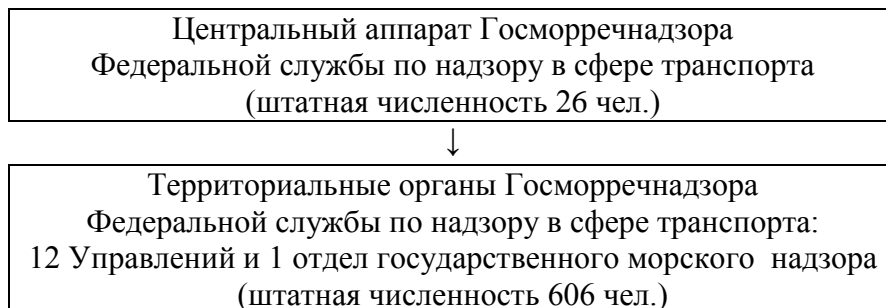 Центральный аппарат Госморречнадзора
Федеральной службы по надзору в сфере транспорта
(штатная численность 26 чел.)
↓
Территориальные органы Госморречнадзора
Федеральной службы по надзору в сфере транспорта:
12 Управлений и 1 отдел государственного морского надзора
(штатная численность 606 чел.)